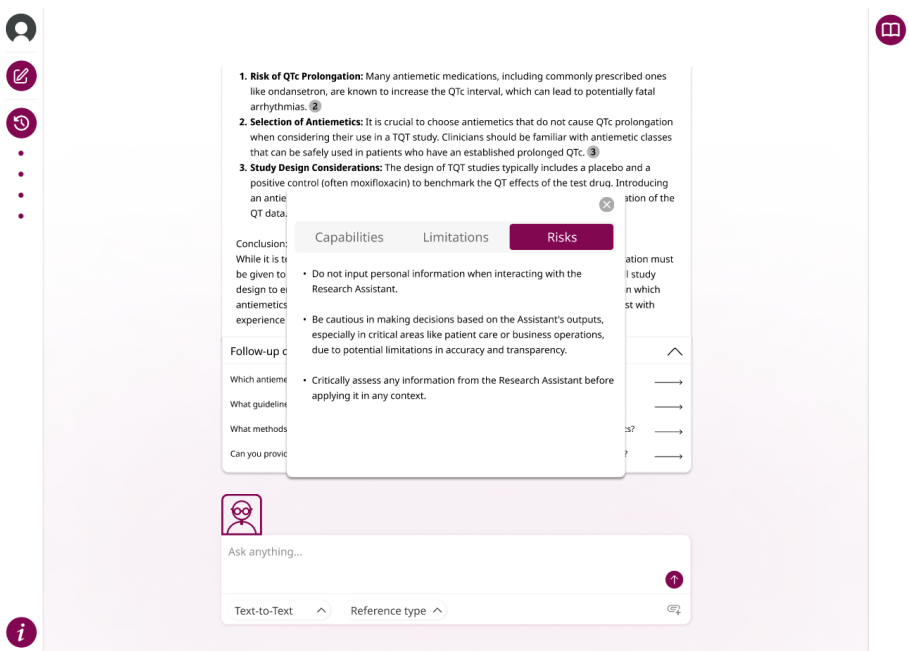 1. Risk of QTc Prolongation: Many antiemetic medications, including commonly prescribed ones
like ondansetron, are known to increase the QTc interval, which can lead to potentially fatal
arrhythmias. 2
2. Selection of Antiemetics: It is crucial to choose antiemetics that do not cause QTc prolongation
when considering their use in a TQT study. Clinicians should be familiar with antiemetic classes
that can be safely used in patients who have an established prolonged QTc. 3
3. Study Design Considerations: The design of TQT studies typically includes a placebo and a
positive control (often moxifloxacin) to benchmark the QT effects of the test drug. Introducing
an antie
ation of the
QT data.
Conclusion:
While it is te
ation must
be given to
l study
design to e
n which
antiemetics
st with
experience
Capabilities Limitations Risks
• Do not input personal information when interacting with the
Research Assistant.
• Be cautious in making decisions based on the Assistant's outputs,
especially in critical areas like patient care or business operations,
due to potential limitations in accuracy and transparency.
• Critically assess any information from the Research Assistant before
applying it in any context.
Follow-up
Which antieme
What guideline
What methods
cs?
Can you provid
?
Ask anything...
Text-to-Text Reference type
i